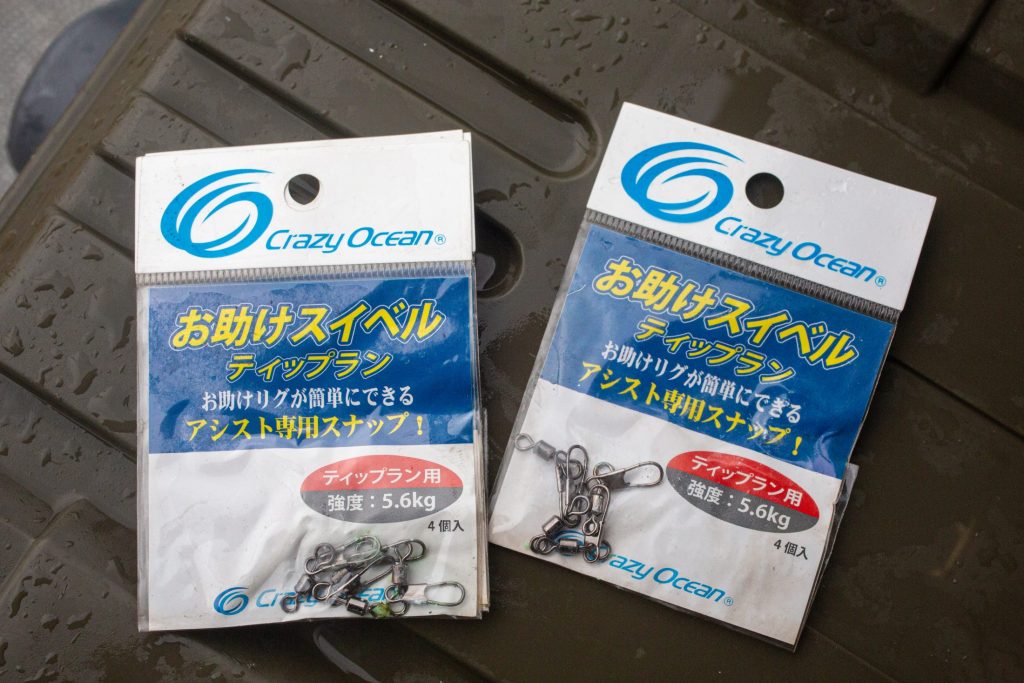 Crazy Ocean®
お助けスイベル
ティップラン
お助けリグが簡単にできる
アシスト専用スナップ！
ティップラン用
強度：5.6kg
4個入
Crazy Ocean
Crazy Ocean®
お助けスイベル
ティップラン
お助けリグが簡単にできる
アシスト専用スナップ！
ティップラン用
強度：5.6kg
4個入
Crazy Ocean®